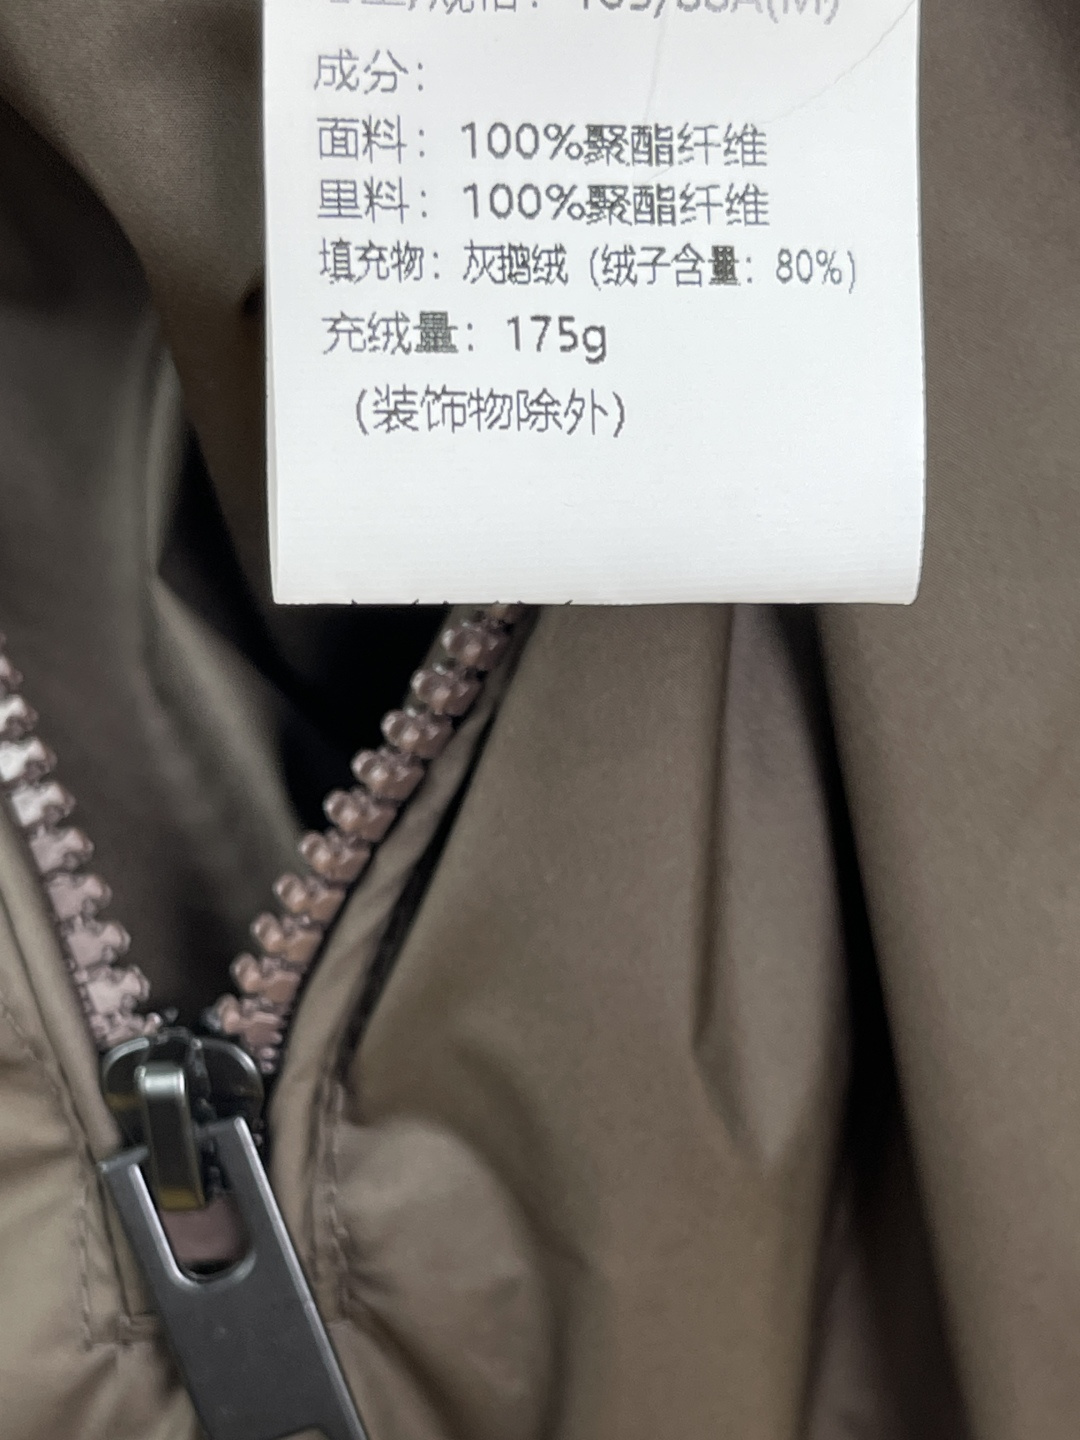 成分：
面料：100%聚酯纤维
里料：100%聚酯纤维
填充物：灰鹅绒（绒子含量：80%）
充绒量：175g
（装饰物除外）